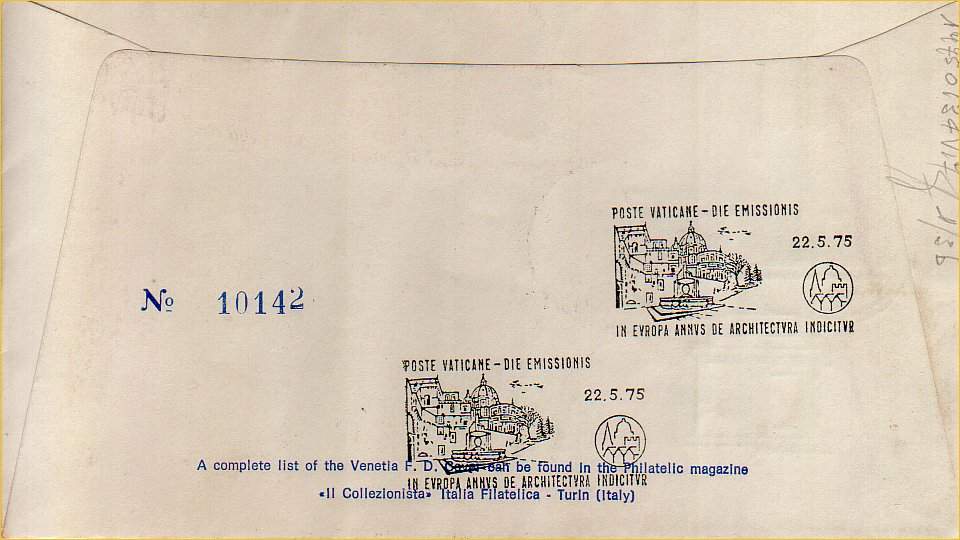 POSTE VATICANE – DIE EMISSIONIS
22.5.75
IN EVROPA ANNVS DE ARCHITECTVRA INDICITVR
Nº 10142
POSTE VATICANE – DIE EMISSIONIS
22.5.75
A complete list of the Venetia F. D. Cover can be found in the Philatelic magazine
IN EVROPA ANNVS DE ARCHITECTVRA INDICITVR
«Il Collezionista» Italia Filatelica - Turin (Italy)